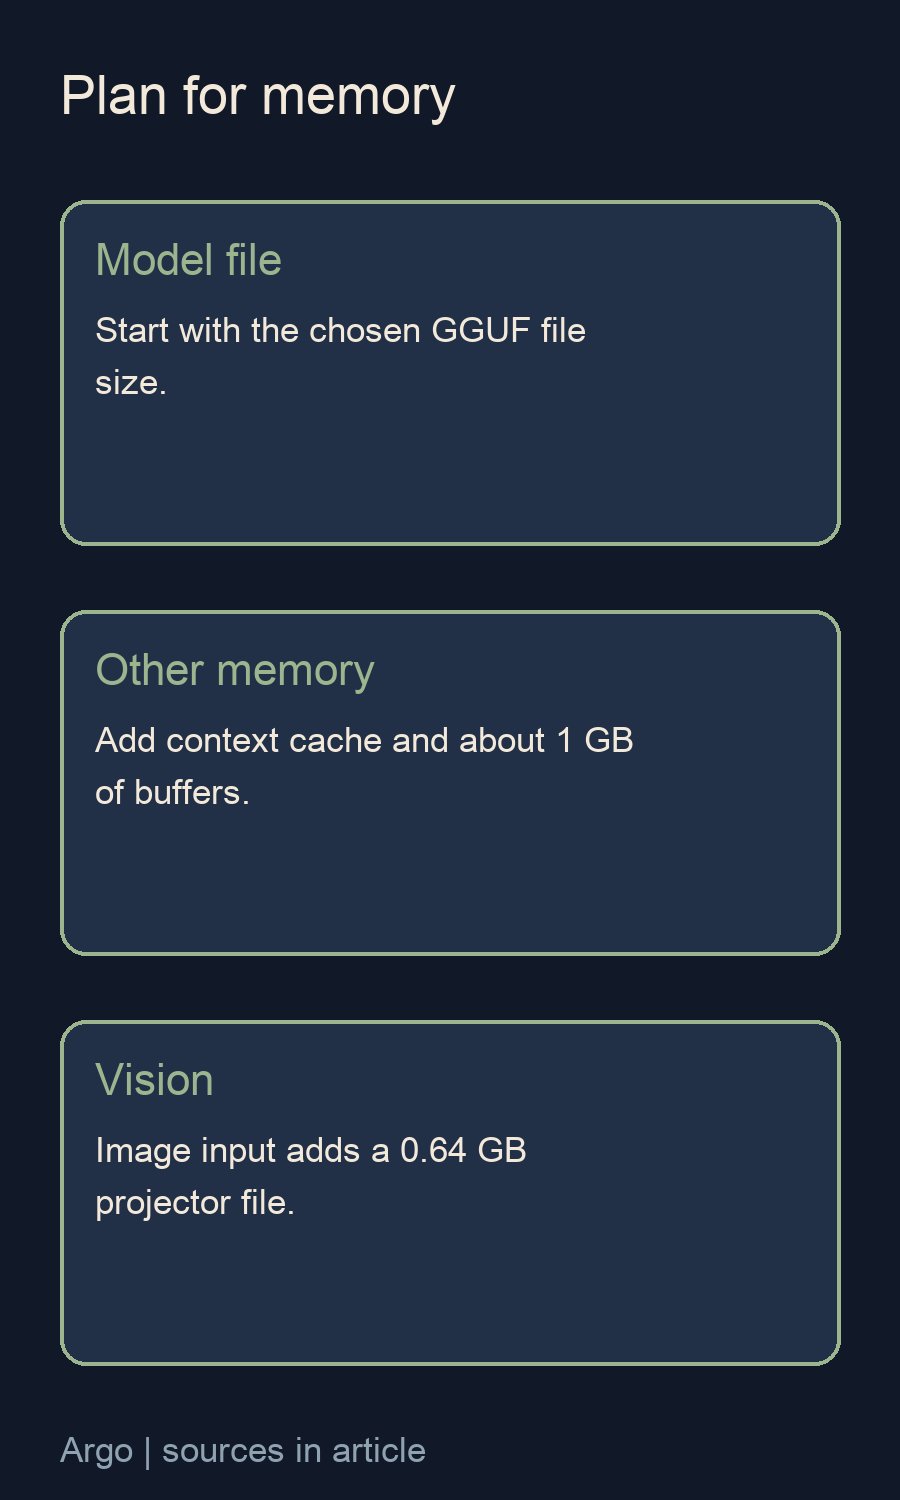 Plan for memory
Model file
Start with the chosen GGUF file
size.
Other memory
Add context cache and about 1 GB
of buffers.
Vision
Image input adds a 0.64 GB
projector file.
Argo | sources in article